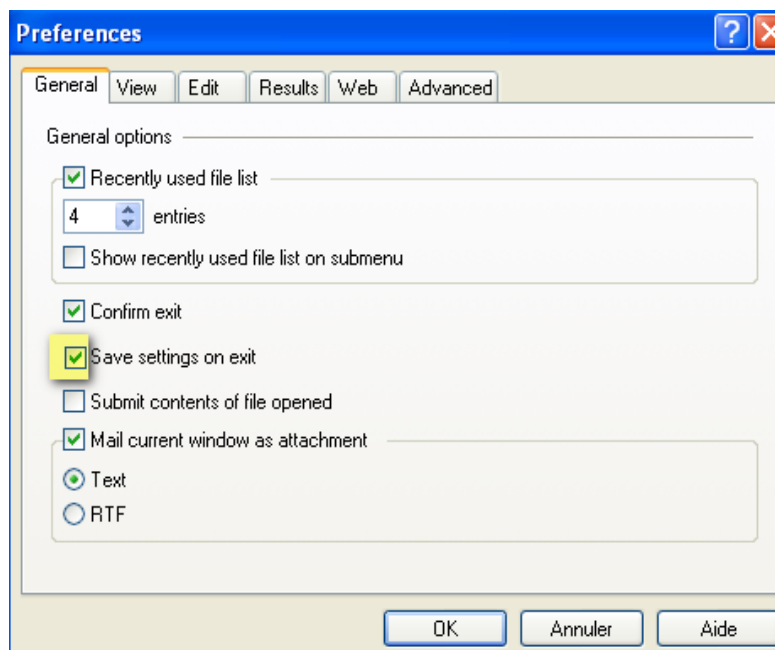 Preferences
General View Edit Results Web Advanced
General options
Recently used file list
4 entries
Show recently used file list on submenu
Confirm exit
Save settings on exit
Submit contents of file opened
Mail current window as attachment
Text
RTF
OK Annuler Aide